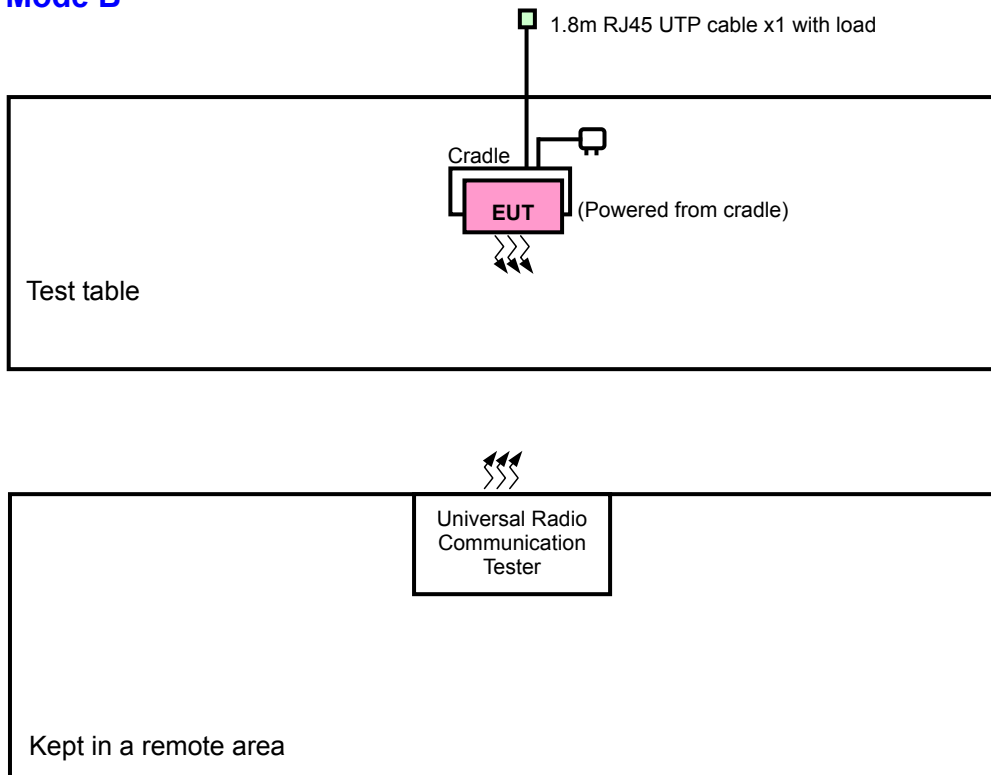 Mode B
1.8m RJ45 UTP cable x1 with load
Cradle
EUT
(Powered from cradle)
Test table
Universal Radio
Communication
Tester
Kept in a remote area